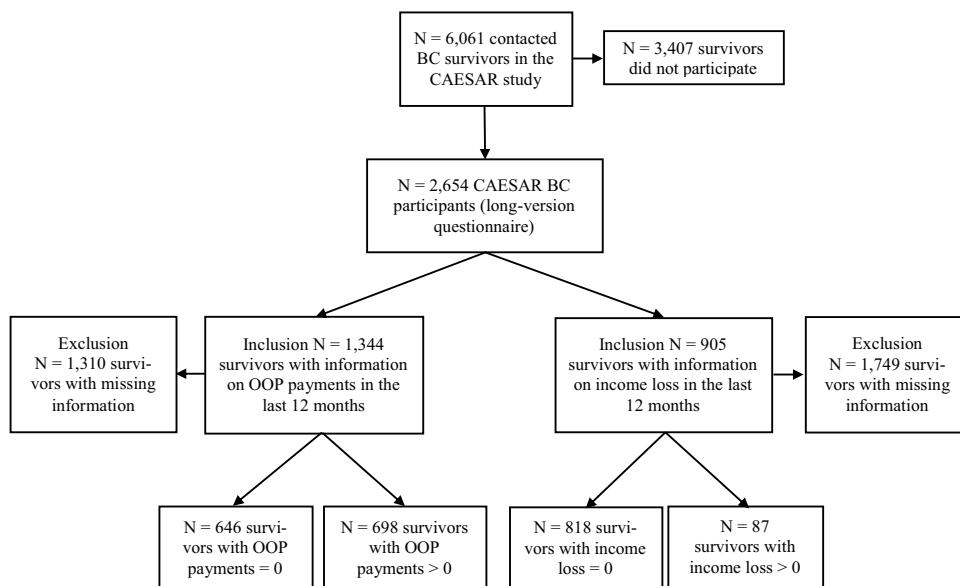 N = 6,061 contacted
BC survivors in the
CAESAR study
N = 3,407 survivors
did not participate
N = 2,654 CAESAR BC
participants (long-version
questionnaire)
Exclusion
N = 1,310 survi-
vors with missing
information
Inclusion N = 1,344
survivors with information
on OOP payments in the
last 12 months
Inclusion N = 905
survivors with information
on income loss in the last
12 months
Exclusion
N = 1,749 survi-
vors with missing
information
N = 646 survi-
vors with OOP
payments = 0
N = 698 survivors
with OOP
payments > 0
N = 818 survi-
vors with income
loss = 0
N = 87
survivors with
income loss > 0